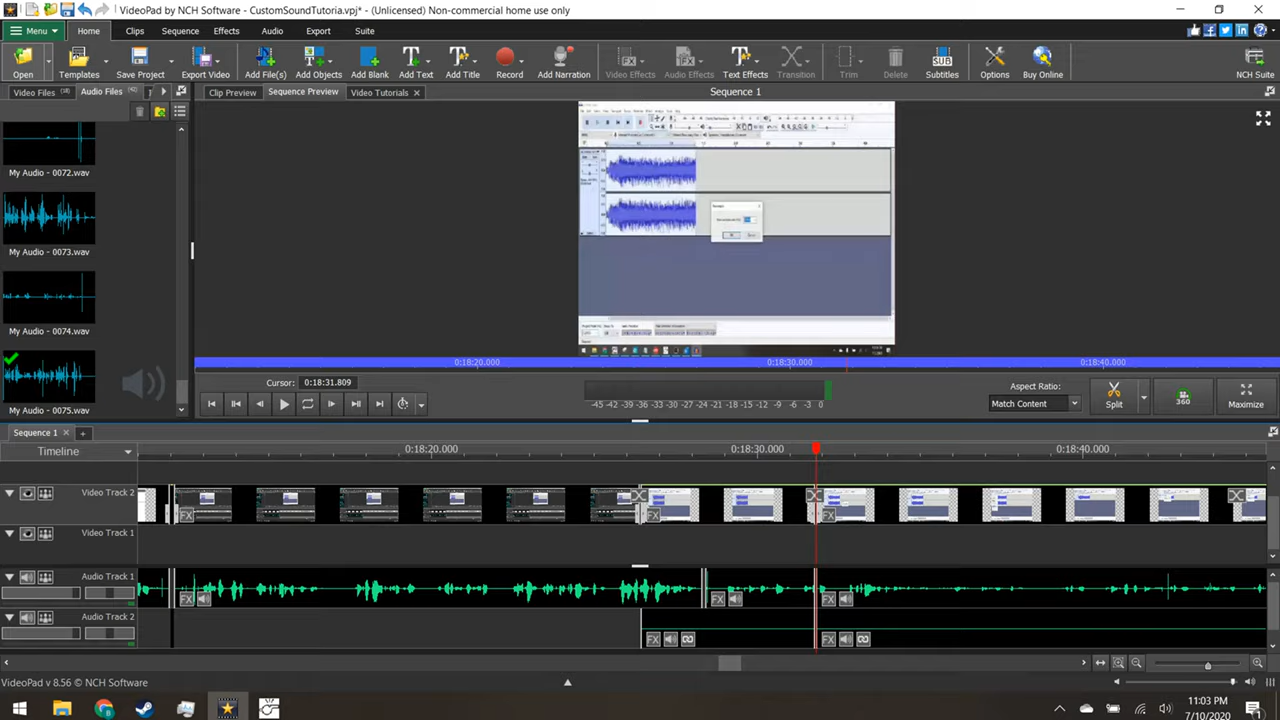 VideoPad by NCH Software - CustomSoundTutoria.vpj* - (Unlicensed) Non-commercial home use only
Menu Home Clips Sequence Effects Audio Export Suite
Open Templates Save Project Export Video Add File(s) Add Objects Add Blank Add Text Add Title Record Add Narration Video Effects Audio Effects Text Effects Transition Trim Delete Subtitles Options Buy Online NCH Suite
Video Files Audio Files Clip Preview Sequence Preview Video Tutorials Sequence 1
My Audio - 0072.wav
My Audio - 0073.wav
My Audio - 0074.wav
My Audio - 0075.wav
0:18:20.000 0:18:30.000 0:18:40.000
Cursor: 0:18:31.809
Aspect Ratio:
Match Content
-45 -42 -39 -36 -33 -30 -27 -24 -21 -18 -15 -12 -9 -6 -3 0
Split 360 Maximize
Sequence 1
Timeline 0:18:20.000 0:18:30.000 0:18:40.000
Video Track 2
FX FX FX
Video Track 1
Audio Track 1
FX FX FX
Audio Track 2
FX FX
VideoPad v 8.56 © NCH Software
11:03 PM
7/10/2020